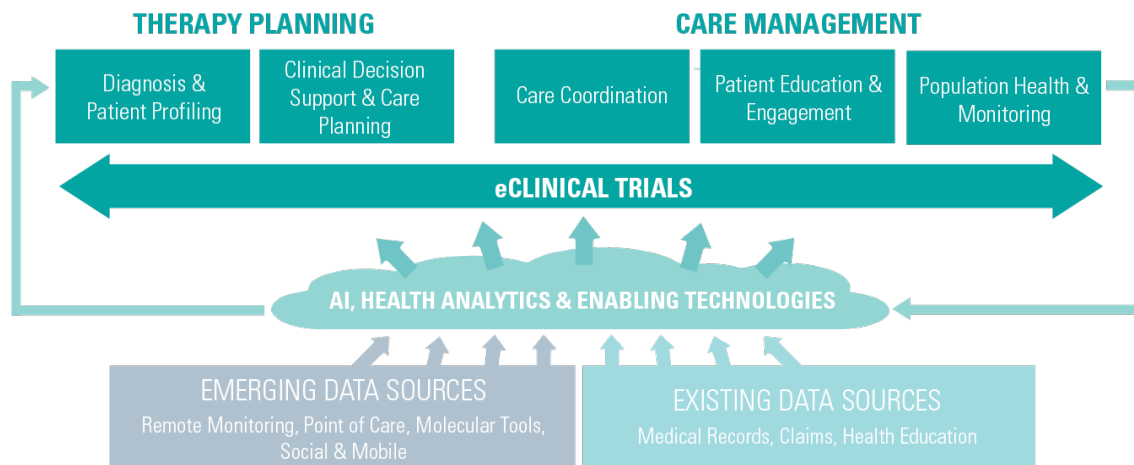 THERAPY PLANNING
CARE MANAGEMENT
Diagnosis &
Patient Profiling
Clinical Decision
Support & Care
Planning
Care Coordination
Patient Education &
Engagement
Population Health &
Monitoring
eCLINICAL TRIALS
AI, HEALTH ANALYTICS & ENABLING TECHNOLOGIES
EMERGING DATA SOURCES
Remote Monitoring, Point of Care, Molecular Tools,
Social & Mobile
EXISTING DATA SOURCES
Medical Records, Claims, Health Education